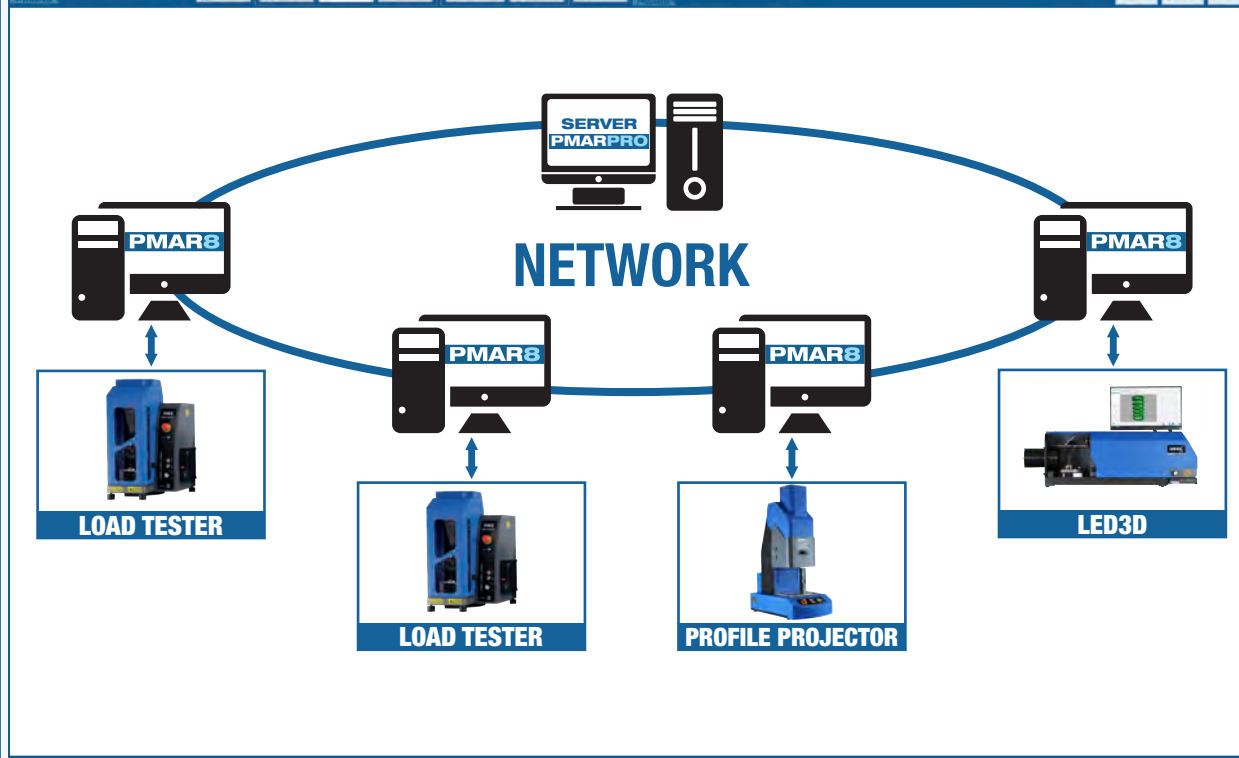 SERVER
PMARPRO
PMAR8
PMAR8
NETWORK
PMAR8
PMAR8
LOAD TESTER
LED3D
LOAD TESTER
PROFILE PROJECTOR